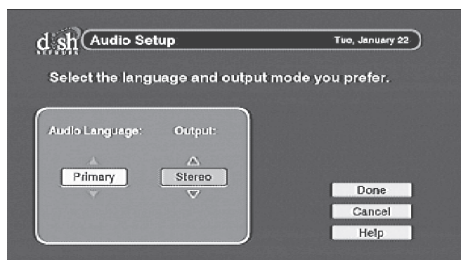 dish
NETWORK
Audio Setup
Tue, January 22
Select the language and output mode you prefer.
Audio Language: Output:
Primary Stereo
Done
Cancel
Help